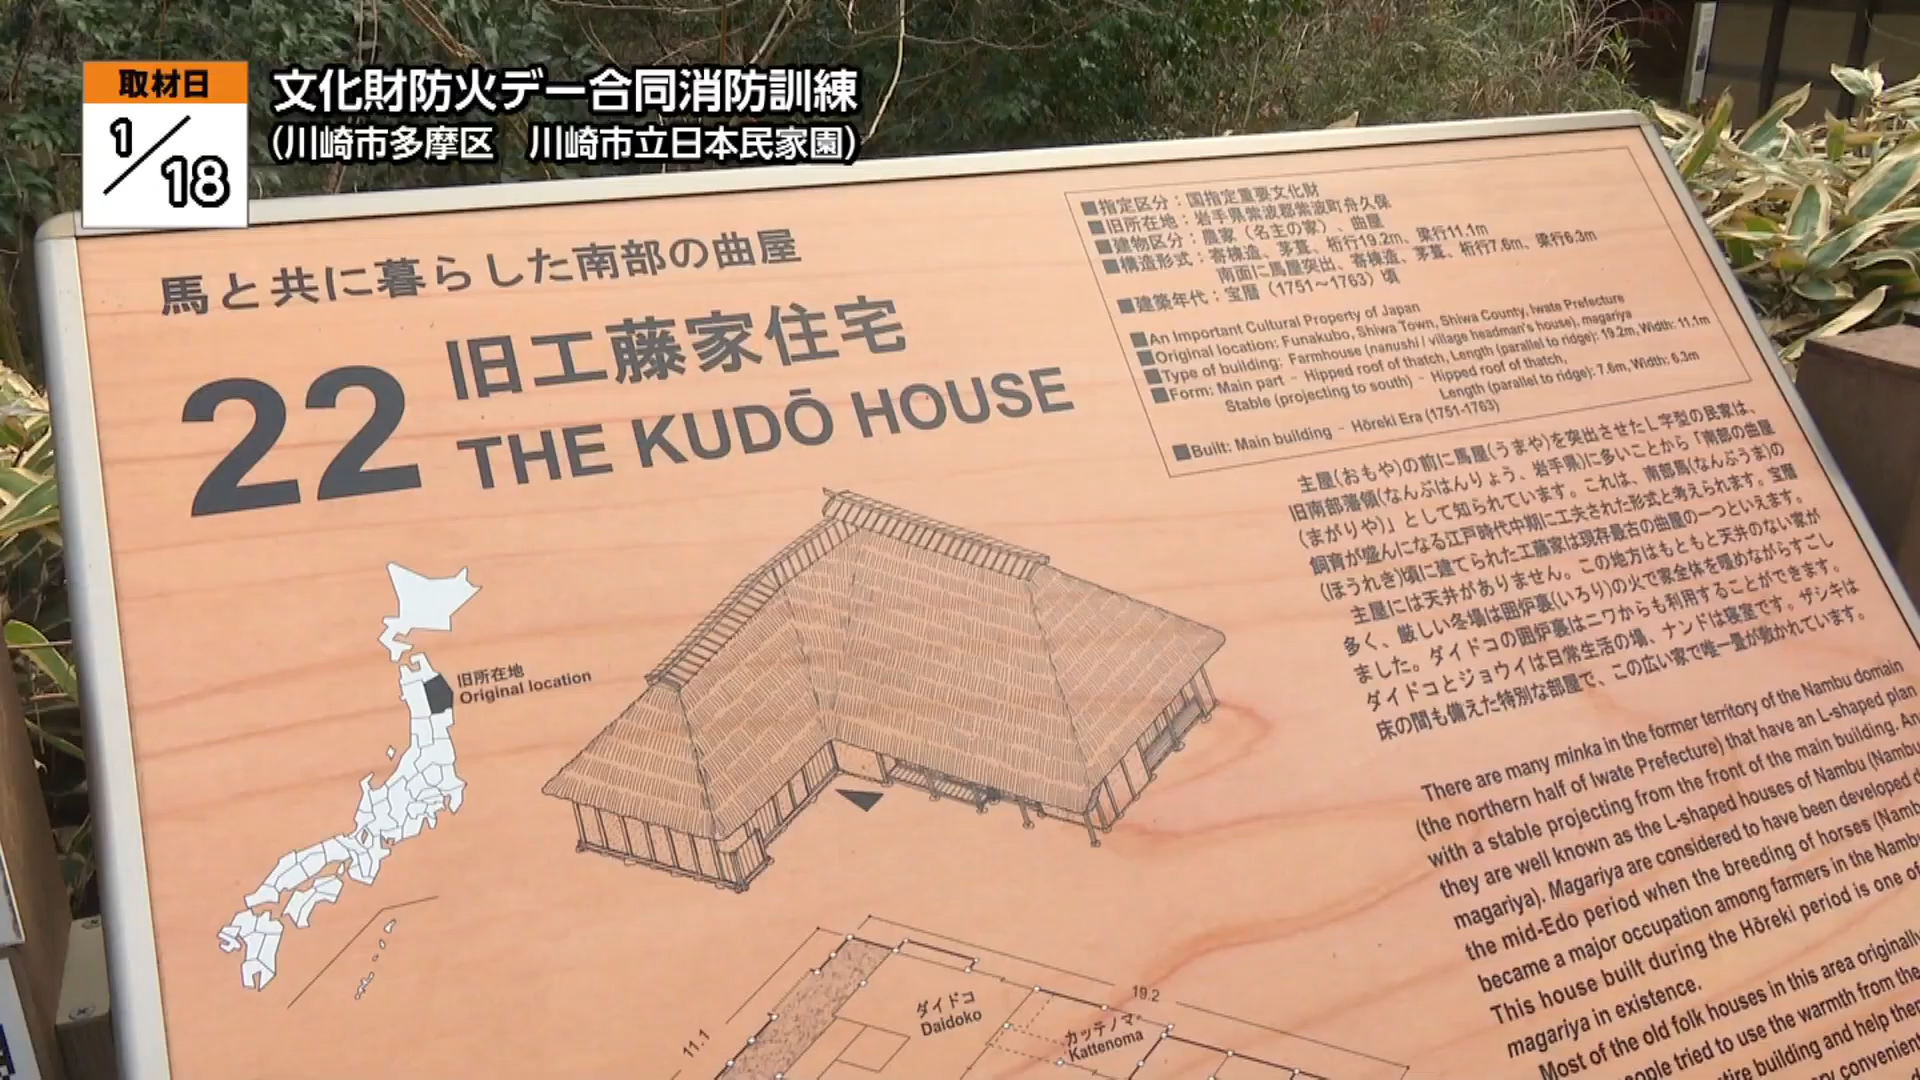 取材日
1/18
文化財防火デー合同消防訓練
(川崎市多摩区 川崎市立日本民家園)
馬と共に暮らした南部の曲屋
22
旧工藤家住宅
THE KUDŌ HOUSE
■指定区分：国指定重要文化財
■旧所在地：岩手県紫波郡紫波町舟久保
■建物区分：農家（名主の家）、曲屋
■構造形式：寄棟造、茅葺、桁行19.2m、梁行11.1m
南面に馬屋突出、寄棟造、茅葺、桁行7.6m、梁行6.3m
■建築年代：宝暦（1751～1763）頃
■An Important Cultural Property of Japan
■Original location: Funakubo, Shiwa Town, Shiwa County, Iwate Prefecture
■Type of building: Farmhouse (nanushi / village headman's house), magariya
■Form: Main part - Hipped roof of thatch, Length (parallel to ridge): 19.2m, Width: 11.1m
Stable (projecting to south) - Hipped roof of thatch,
Length (parallel to ridge): 7.6m, Width: 6.3m
■Built: Main building - Hōreki Era (1751-1763)
主屋(おもや)の前に馬屋(うまや)を突出させたL字型の民家は、
旧南部藩領(なんぶはんりょう、岩手県)に多いことから「南部の曲屋
(まがりや)」として知られています。これは、南部馬(なんぶうま)の
飼育が盛んになる江戸時代中期に工夫された形式と考えられます。宝暦
(ほうれき)頃に建てられた工藤家は現存最古の曲屋の一つといえます。
主屋には天井がありません。この地方はもともと天井のない家が
多く、厳しい冬場は囲炉裏(いろり)の火で家全体を暖めながらすごし
ました。ダイドコの囲炉裏はニワからも利用することができます。
ダイドコとジョウイは日常生活の場、ナンドは寝室です。ザシキは
床の間も備えた特別な部屋で、この広い家で唯一畳が敷かれています。
There are many minka in the former territory of the Nambu domain
(the northern half of Iwate Prefecture) that have an L-shaped plan
with a stable projecting from the front of the main building. An
they are well known as the L-shaped houses of Nambu (Nambu
magariya). Magariya are considered to have been developed d
the mid-Edo period when the breeding of horses (Namb
became a major occupation among farmers in the Nambu
This house built during the Hōreki period is one of
magariya in existence.
Most of the old folk houses in this area originally
people tried to use the warmth from the
tire building and help them
ry convenient
旧所在地
Original location
ダイドコ
Daidoko
カッテノマ
Kattenoma
19.2
11.1